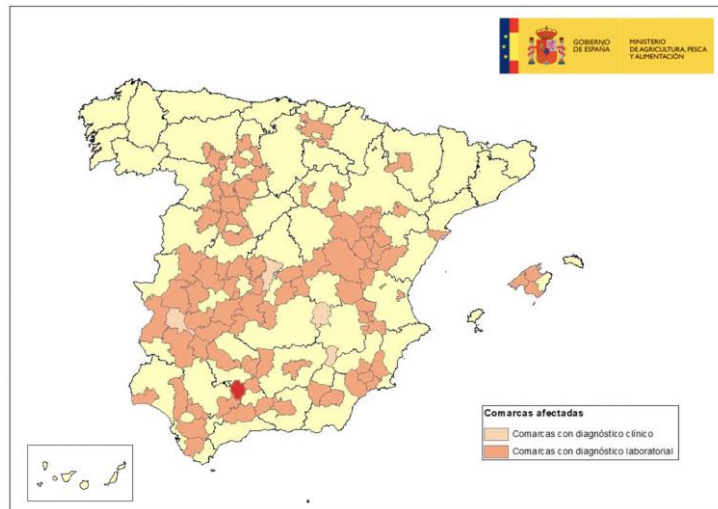 GOBIERNO
DE ESPAÑA
MINISTERIO
DE AGRICULTURA, PESCA
Y ALIMENTACIÓN
Comarcas afectadas
Comarcas con diagnóstico clínico
Comarcas con diagnóstico laboratorial